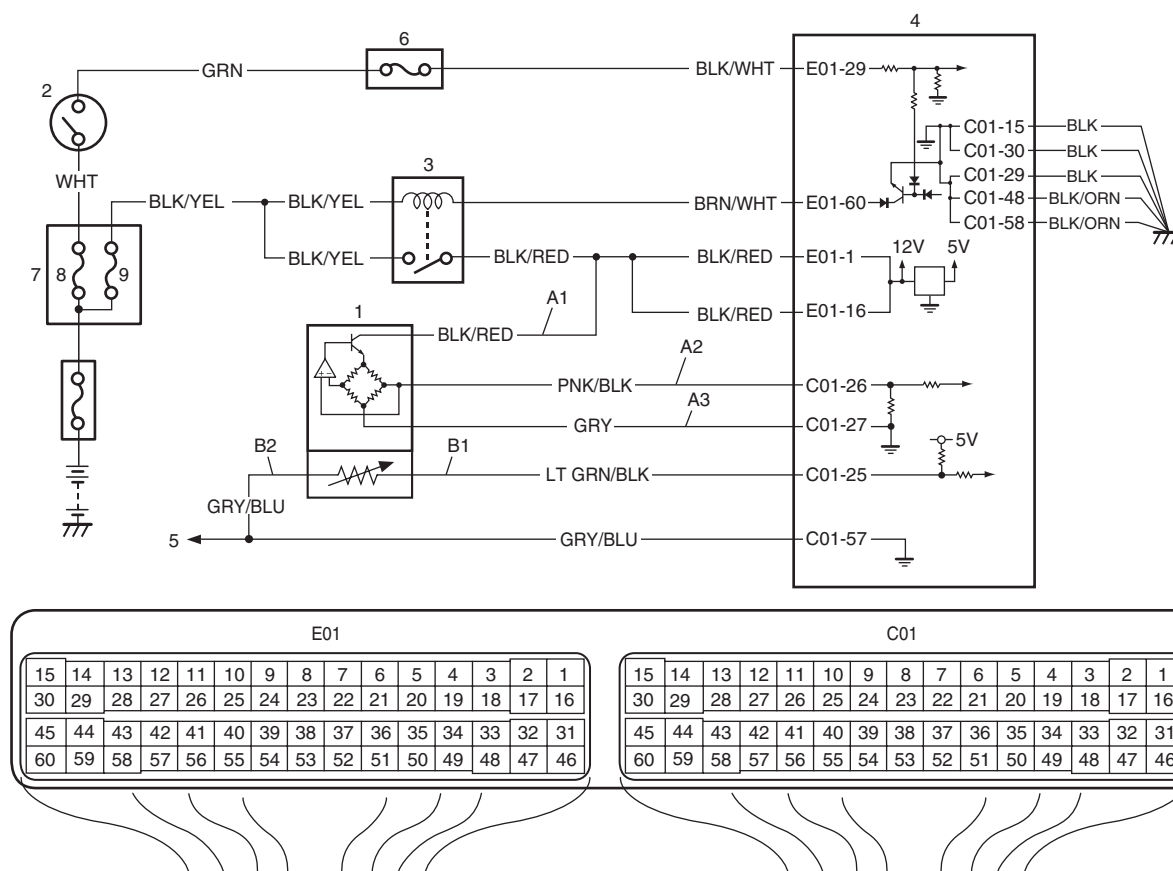 4
6
GRN
BLK/WHT
E01-29
2
C01-15
BLK
C01-30
BLK
WHT
3
C01-29
BLK
BLK/YEL
BLK/YEL
BRN/WHT
E01-60
C01-48
BLK/ORN
C01-58
BLK/ORN
7
8
9
BLK/YEL
BLK/RED
BLK/RED
E01-1
12V
5V
A1
1
BLK/RED
BLK/RED
E01-16
A2
PNK/BLK
C01-26
A3
+
-
GRY
C01-27
5V
B2
B1
LT GRN/BLK
C01-25
GRY/BLU
5
GRY/BLU
C01-57
E01
15 14 13 12 11 10 9 8 7 6 5 4 3 2 1
30 29 28 27 26 25 24 23 22 21 20 19 18 17 16
45 44 43 42 41 40 39 38 37 36 35 34 33 32 31
60 59 58 57 56 55 54 53 52 51 50 49 48 47 46
C01
15 14 13 12 11 10 9 8 7 6 5 4 3 2 1
30 29 28 27 26 25 24 23 22 21 20 19 18 17 16
45 44 43 42 41 40 39 38 37 36 35 34 33 32 31
60 59 58 57 56 55 54 53 52 51 50 49 48 47 46